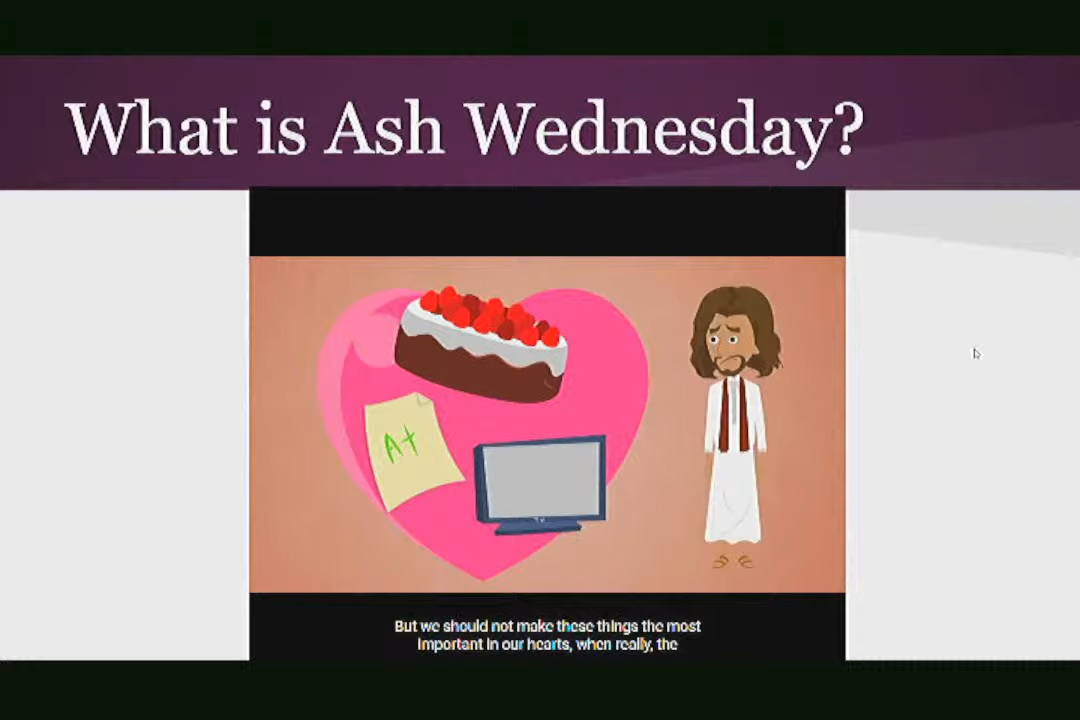 What is Ash Wednesday?
A+
TV
But we should not make these things the most
important in our hearts, when really, the